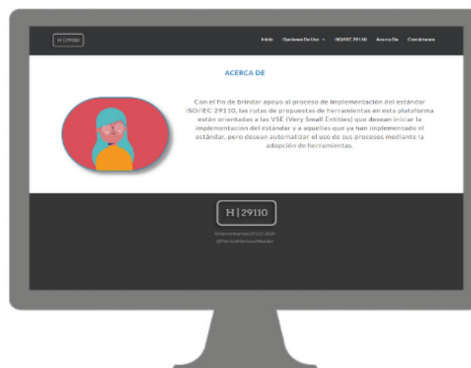 H | 29110
Inicio Opciones De Uso ISO/IEC 29110 Acerca De Contáctanos
ACERCA DE
Con el fin de brindar apoyo al proceso de implementación del estándar
ISO/IEC 29110, las rutas de propuestas de herramientas en esta plataforma
están orientadas a las VSE (Very Small Entities) que desean iniciar la
implementación del estándar y a aquellas que ya han implementado el
estándar, pero desean automatizar el uso de sus procesos mediante la
adopción de herramientas.
H | 29110